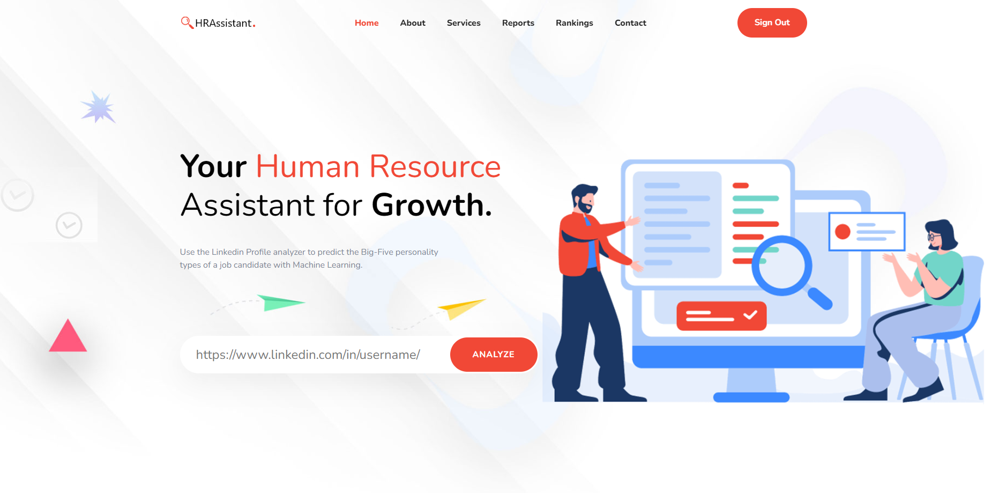 HRAssistant.
Home About Services Reports Rankings Contact
Sign Out
Your Human Resource
Assistant for Growth.
Use the Linkedin Profile analyzer to predict the Big-Five personality
types of a job candidate with Machine Learning.
https://www.linkedin.com/in/username/
ANALYZE